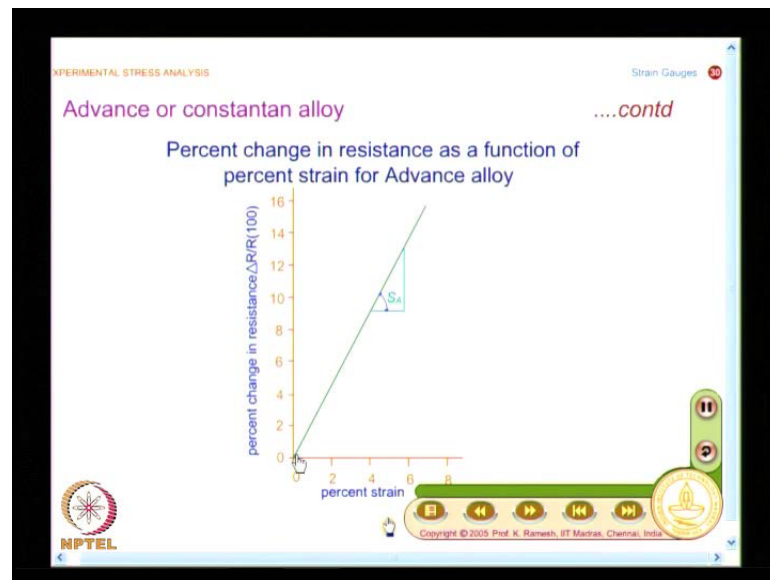 XPERIMENTAL STRESS ANALYSIS
Strain Gauges 30
Advance or constantan alloy
....contd
Percent change in resistance as a function of
percent strain for Advance alloy
percent change in resistance△R/R(100)
16
14
12
10
8
6
4
2
0
SA
0 2 4 6 8
percent strain
NPTEL
Copyright © 2005 Prof. K. Ramesh, IIT Madras, Chennai, India